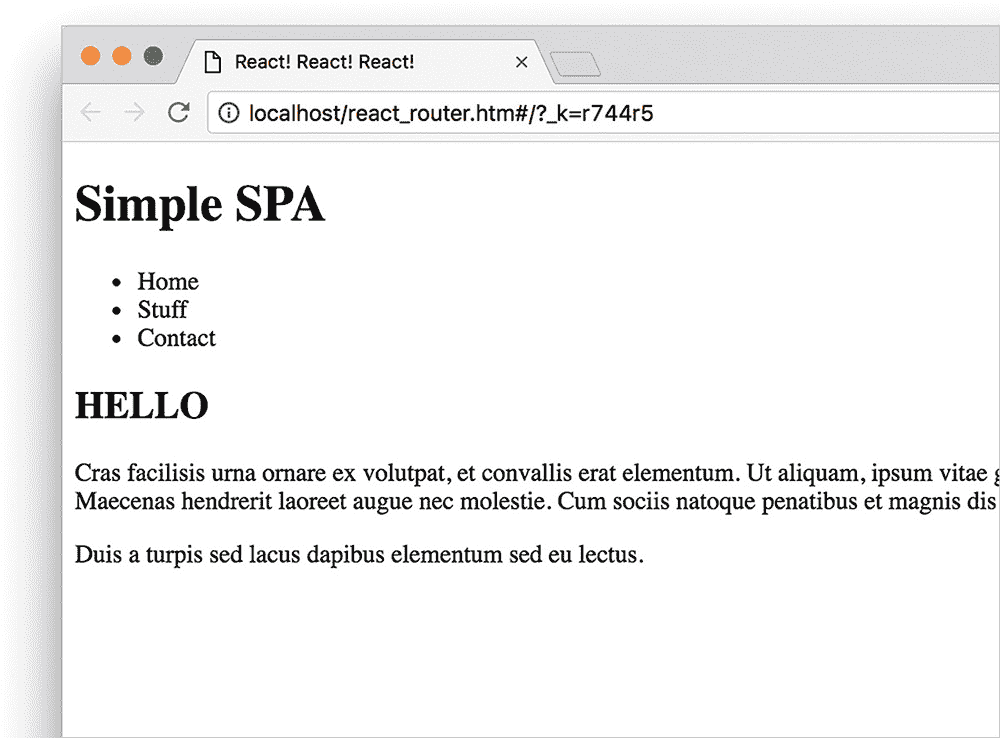 React! React! React!
localhost/react_router.htm#/?_k=r744r5
Simple SPA
Home
Stuff
Contact
HELLO
Cras facilisis urna ornare ex volutpat, et convallis erat elementum. Ut aliquam, ipsum vitae
Maecenas hendrerit laoreet augue nec molestie. Cum sociis natoque penatibus et magnis dis
Duis a turpis sed lacus dapibus elementum sed eu lectus.